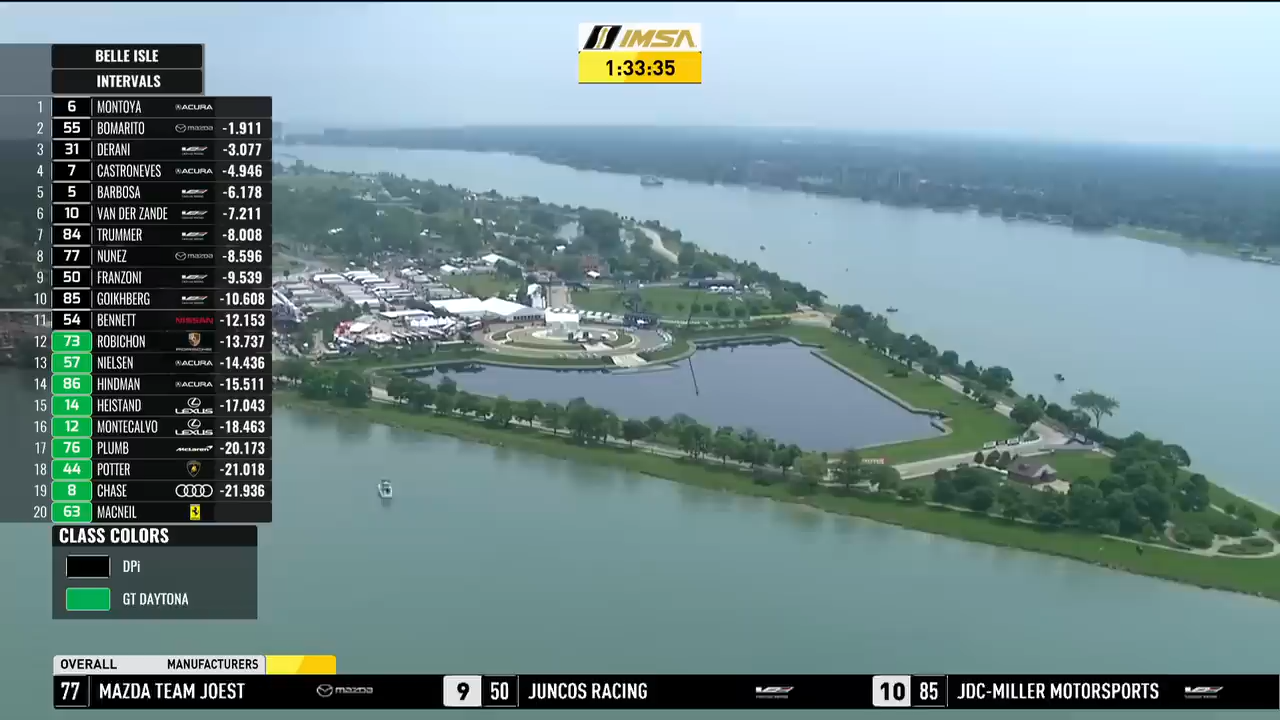 IMSA
1:33:35
BELLE ISLE
INTERVALS
1 6 MONTOYA ACURA
2 55 BOMARITO mazda -1.911
3 31 DERANI -3.077
4 7 CASTRONEVES ACURA -4.946
5 5 BARBOSA -6.178
6 10 VAN DER ZANDE -7.211
7 84 TRUMMER -8.008
8 77 NUNEZ mazda -8.596
9 50 FRANZONI -9.539
10 85 GOIKHBERG -10.608
11 54 BENNETT NISSAN -12.153
12 73 ROBICHON PORSCHE -13.737
13 57 NIELSEN ACURA -14.436
14 86 HINDMAN ACURA -15.511
15 14 HEISTAND LEXUS -17.043
16 12 MONTECALVO LEXUS -18.463
17 76 PLUMB McLaren -20.173
18 44 POTTER -21.018
19 8 CHASE -21.936
20 63 MACNEIL
CLASS COLORS
DPi
GT DAYTONA
OVERALL MANUFACTURERS
77 MAZDA TEAM JOEST mazda 9 50 JUNCOS RACING 10 85 JDC-MILLER MOTORSPORTS